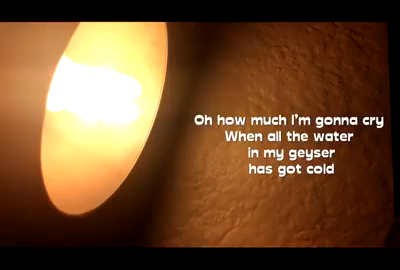 Oh how much I'm gonna cry
When all the water
in my geyser
has got cold